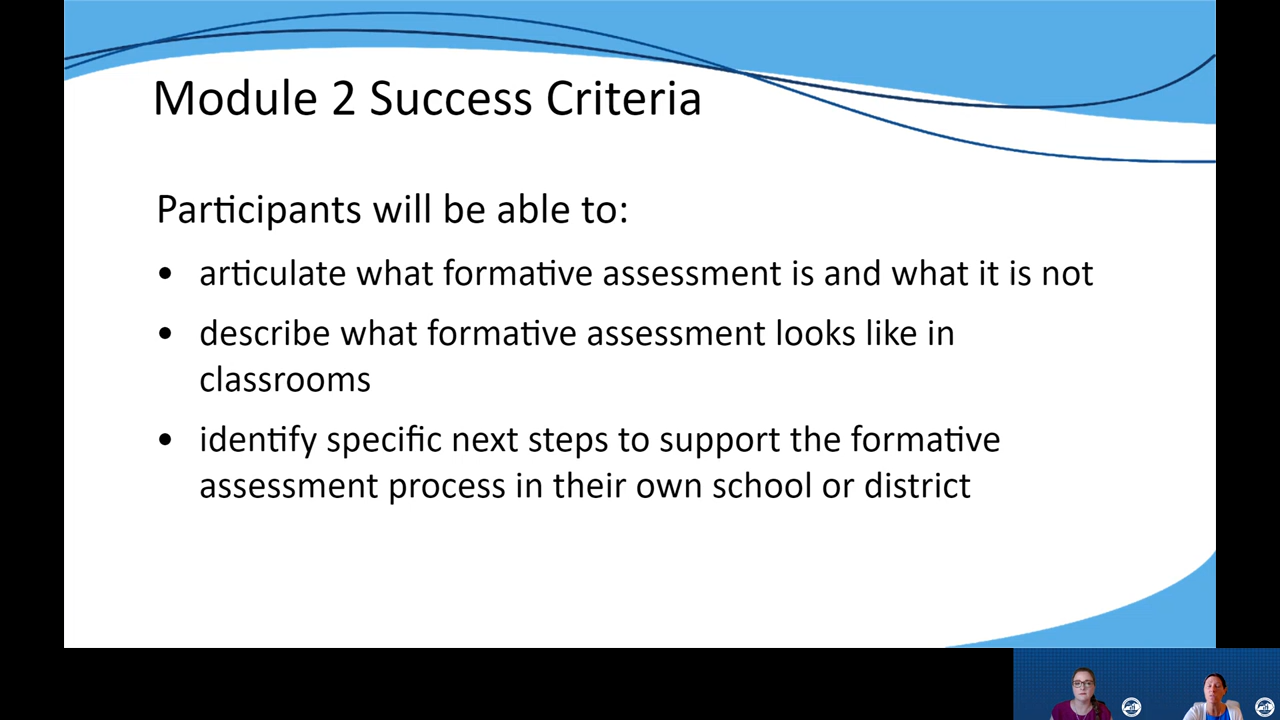 Module 2 Success Criteria
Participants will be able to:
• articulate what formative assessment is and what it is not
• describe what formative assessment looks like in
classrooms
• identify specific next steps to support the formative
assessment process in their own school or district